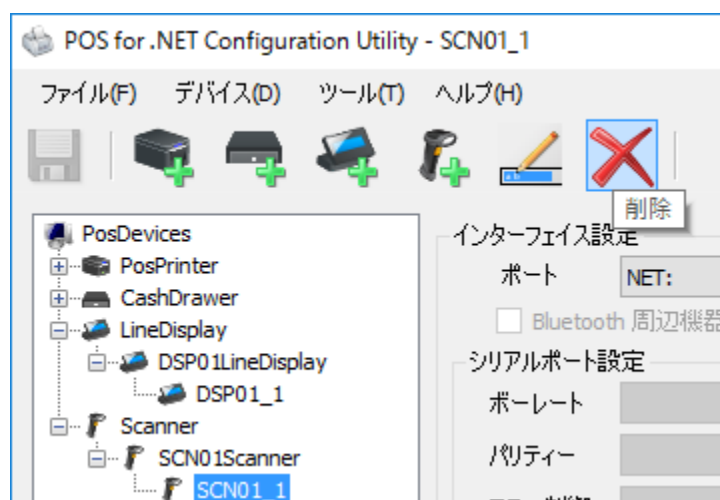 POS for .NET Configuration Utility - SCN01_1
ファイル(F) デバイス(D) ツール(T) ヘルプ(H)
削除
PosDevices
PosPrinter
CashDrawer
LineDisplay
DSP01LineDisplay
DSP01_1
Scanner
SCN01Scanner
SCN01_1
インターフェイス設定
ポート NET:
Bluetooth 周辺機器
シリアルポート設定
ボーレート
パリティー